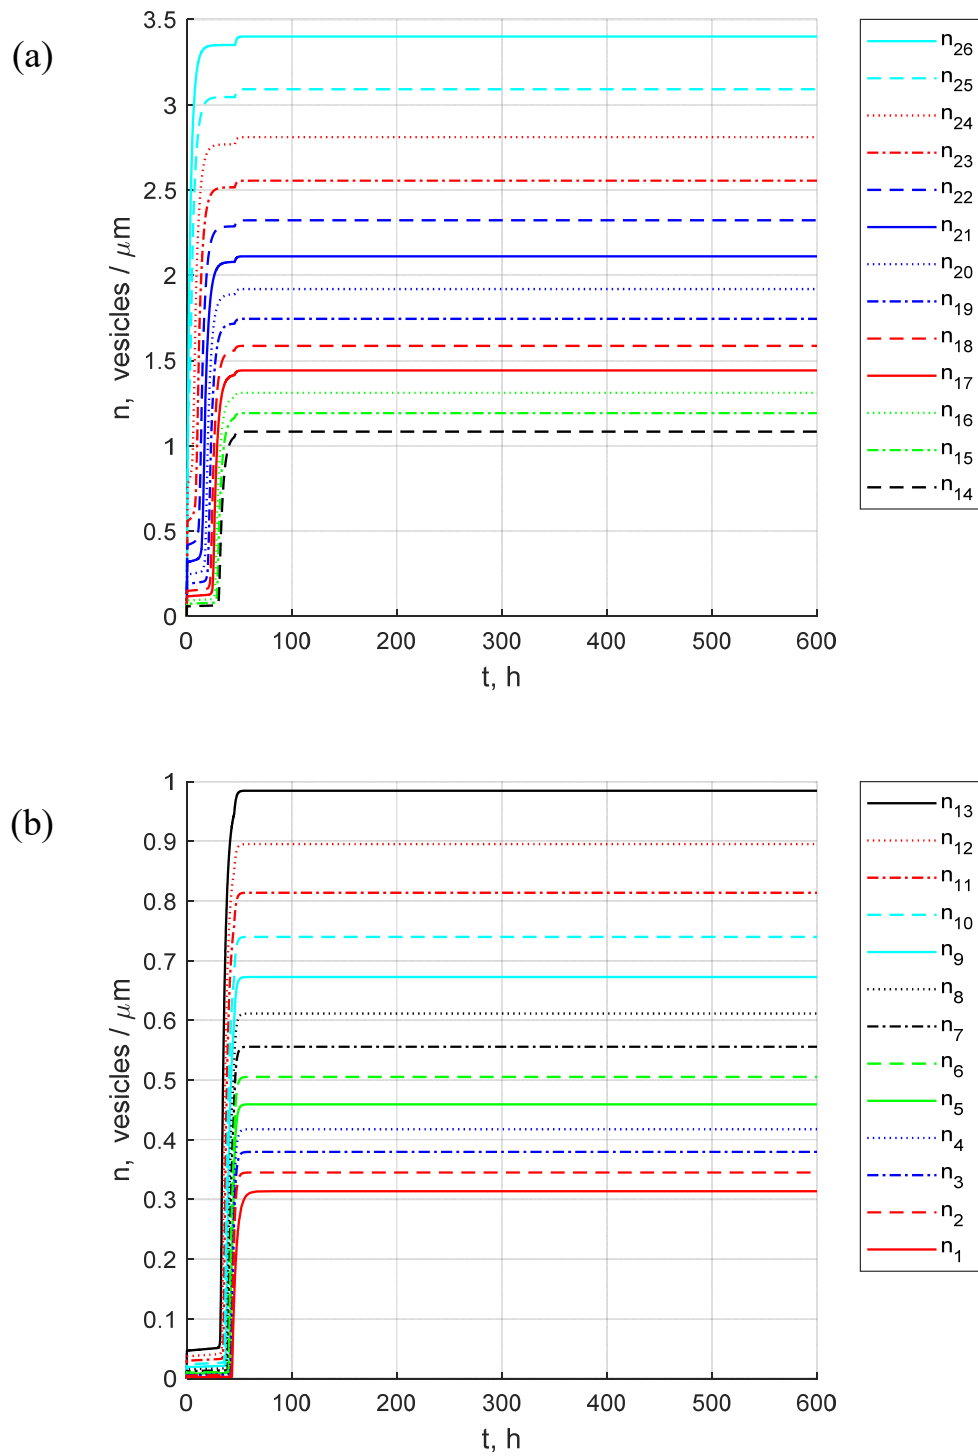 (a)
3.5
3
2.5
2
1.5
1
0.5
0
n, vesicles / μm
0 100 200 300 400 500 600
t, h
n26
n25
n24
n23
n22
n21
n20
n19
n18
n17
n16
n15
n14
(b)
1
0.9
0.8
0.7
0.6
0.5
0.4
0.3
0.2
0.1
0
n, vesicles / μm
0 100 200 300 400 500 600
t, h
n13
n12
n11
n10
n9
n8
n7
n6
n5
n4
n3
n2
n1